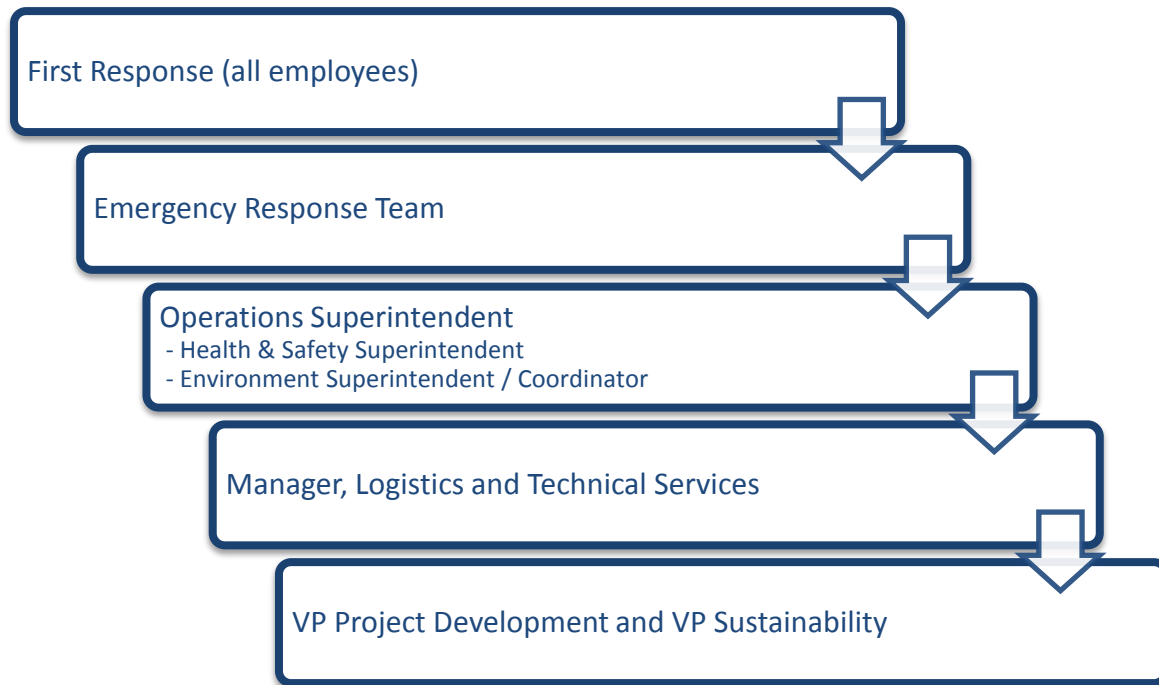 First Response (all employees)
Emergency Response Team
Operations Superintendent
- Health & Safety Superintendent
- Environment Superintendent / Coordinator
Manager, Logistics and Technical Services
VP Project Development and VP Sustainability